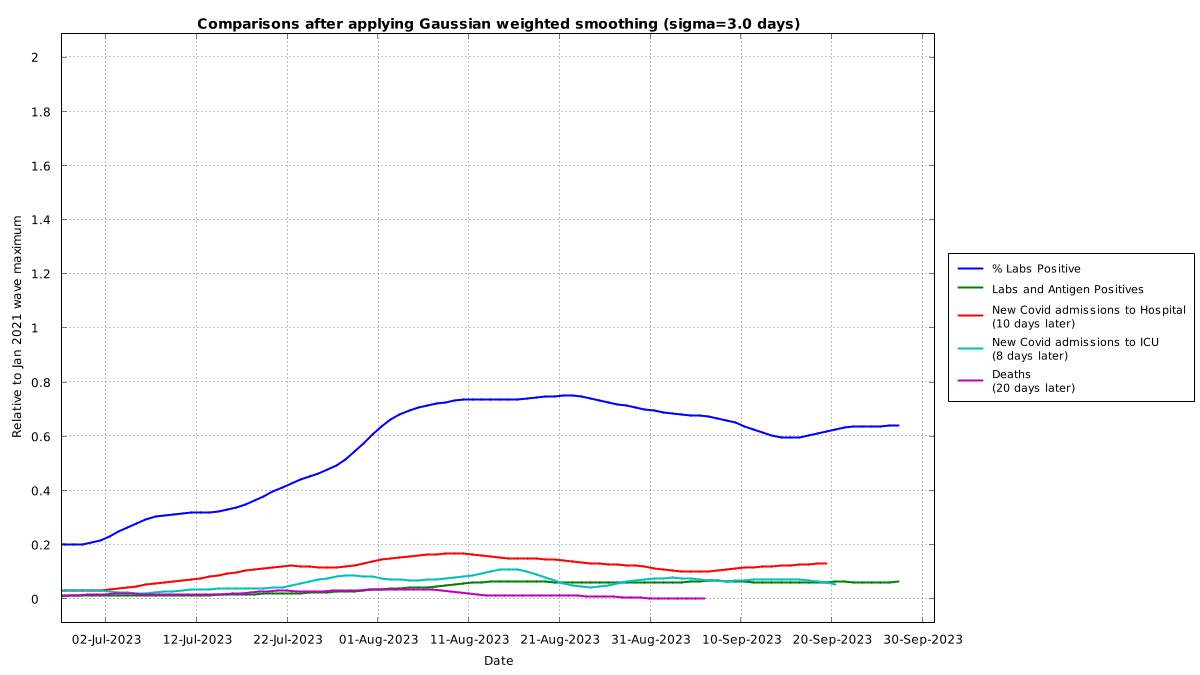 Comparisons after applying Gaussian weighted smoothing (sigma=3.0 days)
Relative to Jan 2021 wave maximum
2
1.8
1.6
1.4
1.2
1
0.8
0.6
0.4
0.2
0
02-Jul-2023 12-Jul-2023 22-Jul-2023 01-Aug-2023 11-Aug-2023 21-Aug-2023 31-Aug-2023 10-Sep-2023 20-Sep-2023 30-Sep-2023
Date
% Labs Positive
Labs and Antigen Positives
New Covid admissions to Hospital
(10 days later)
New Covid admissions to ICU
(8 days later)
Deaths
(20 days later)